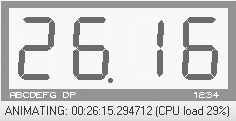 26.16
ABCDEFG DP 1234
ANIMATING: 00:26:15.294712 (CPU load 29%)